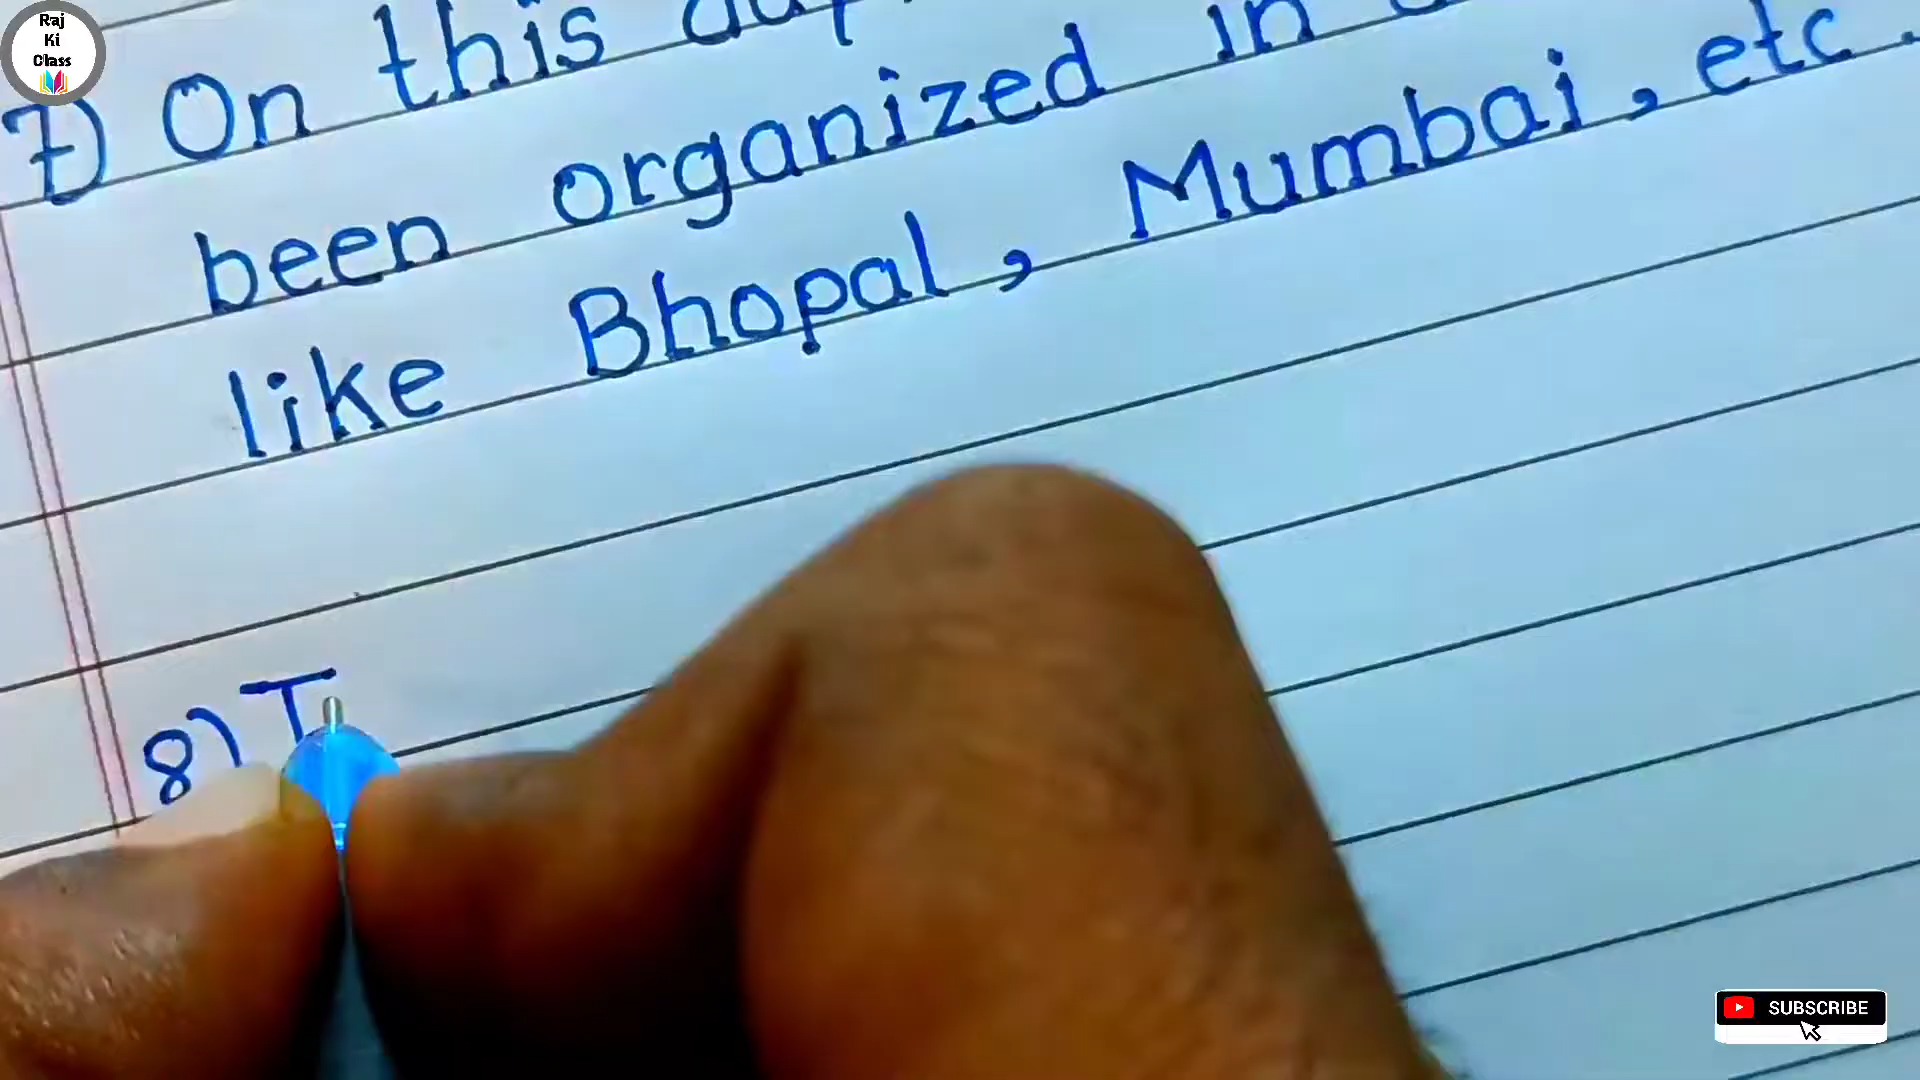 Raj
Ki
Class
7) On this
been organized in
like Bhopal, Mumbai, etc.
8) T
SUBSCRIBE